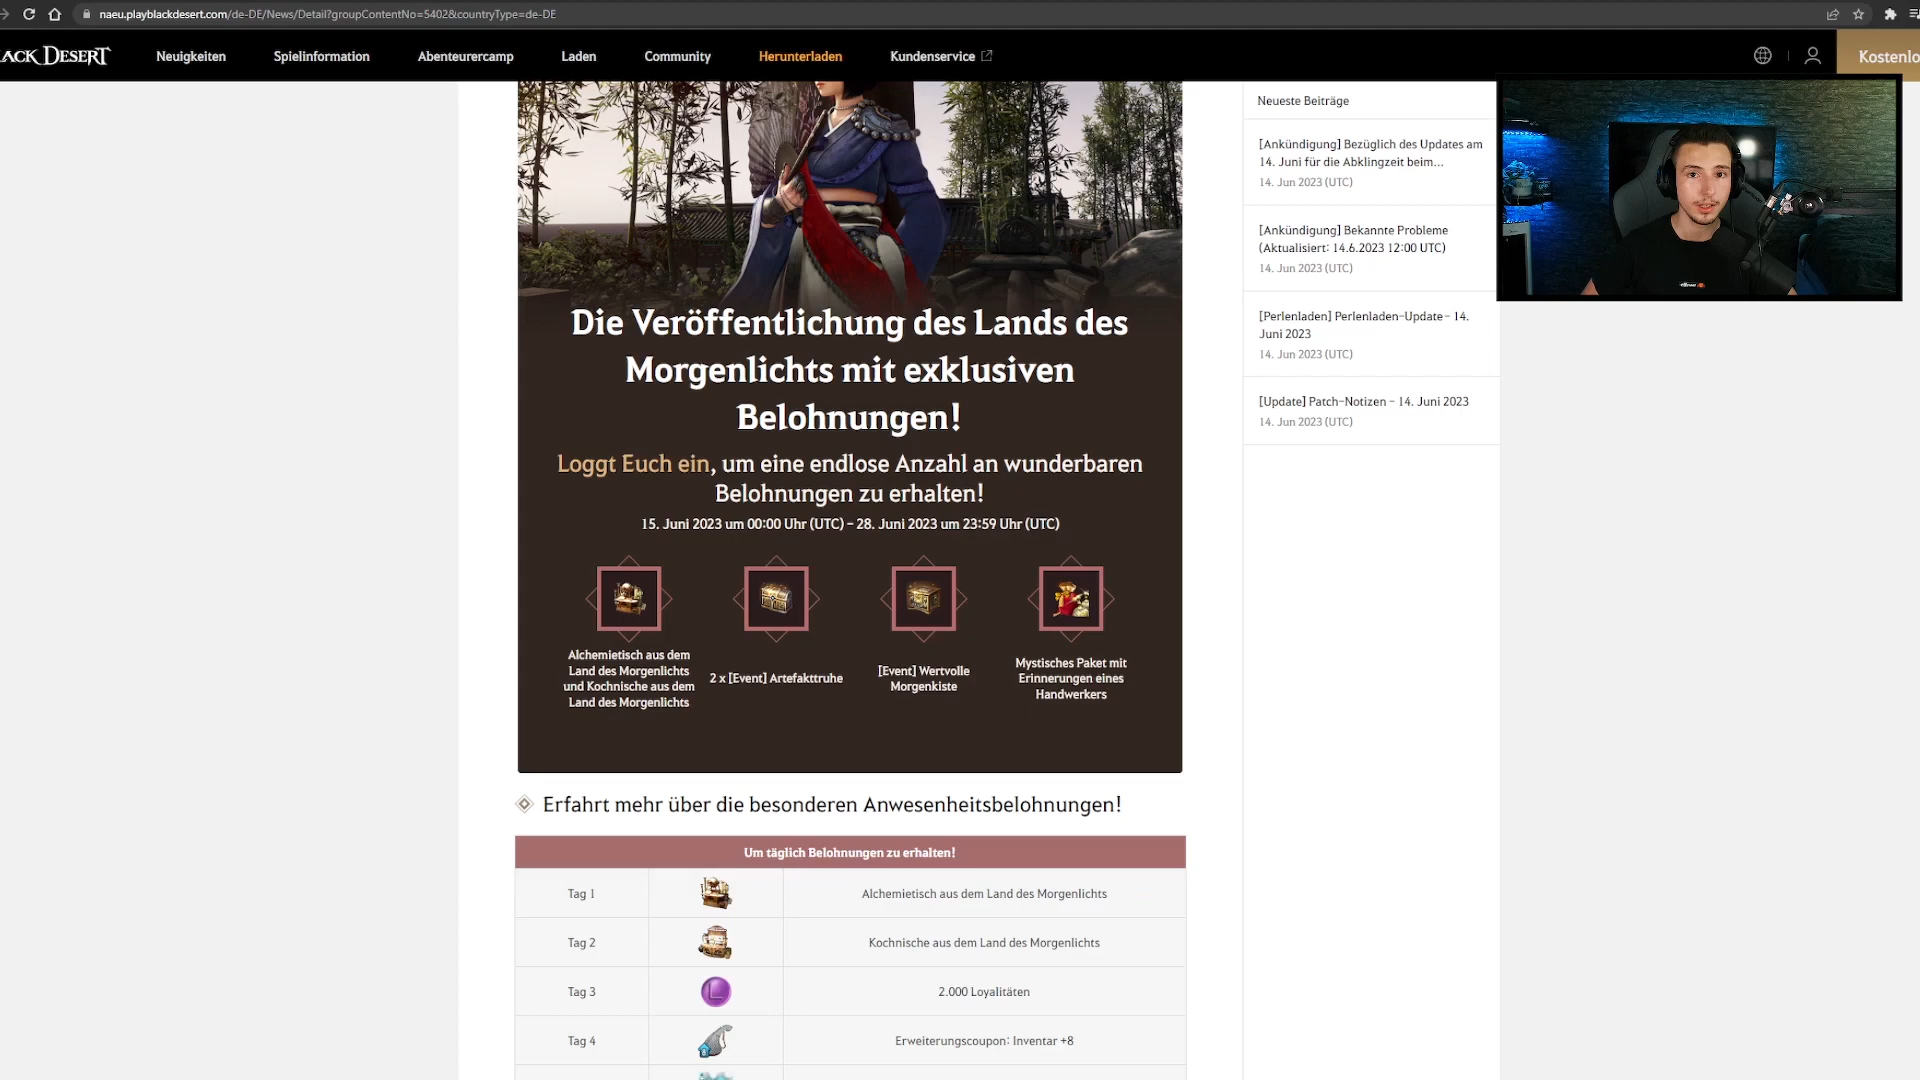 naeu.playblackdesert.com/de-DE/News/Detail?groupContentNo=5402&countryType=de-DE
ACK DESERT
Neuigkeiten
Spielinformation
Abenteurercamp
Laden
Community
Herunterladen
Kundenservice
Kostenlo
Die Veröffentlichung des Lands des
Morgenlichts mit exklusiven
Belohnungen!
Loggt Euch ein, um eine endlose Anzahl an wunderbaren
Belohnungen zu erhalten!
15. Juni 2023 um 00:00 Uhr (UTC) – 28. Juni 2023 um 23:59 Uhr (UTC)
Alchemietisch aus dem
Land des Morgenlichts
und Kochnische aus dem
Land des Morgenlichts
2 x [Event] Artefakttruhe
[Event] Wertvolle
Morgenkiste
Mystisches Paket mit
Erinnerungen eines
Handwerkers
Erfahrt mehr über die besonderen Anwesenheitsbelohnungen!
Um täglich Belohnungen zu erhalten!
Tag 1
Alchemietisch aus dem Land des Morgenlichts
Tag 2
Kochnische aus dem Land des Morgenlichts
Tag 3
2.000 Loyalitäten
Tag 4
Erweiterungscoupon: Inventar +8
Neueste Beiträge
[Ankündigung] Bezüglich des Updates am
14. Juni für die Abklingzeit beim...
14. Jun 2023 (UTC)
[Ankündigung] Bekannte Probleme
(Aktualisiert: 14.6.2023 12:00 UTC)
14. Jun 2023 (UTC)
[Perlenladen] Perlenladen-Update- 14.
Juni 2023
14. Jun 2023 (UTC)
[Update] Patch-Notizen - 14. Juni 2023
14. Jun 2023 (UTC)